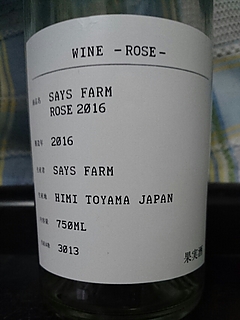 WINE -ROSE-
SAYS FARM
ROSE 2016
2016
SAYS FARM
HIMI TOYAMA JAPAN
750ML
3013
果実酒